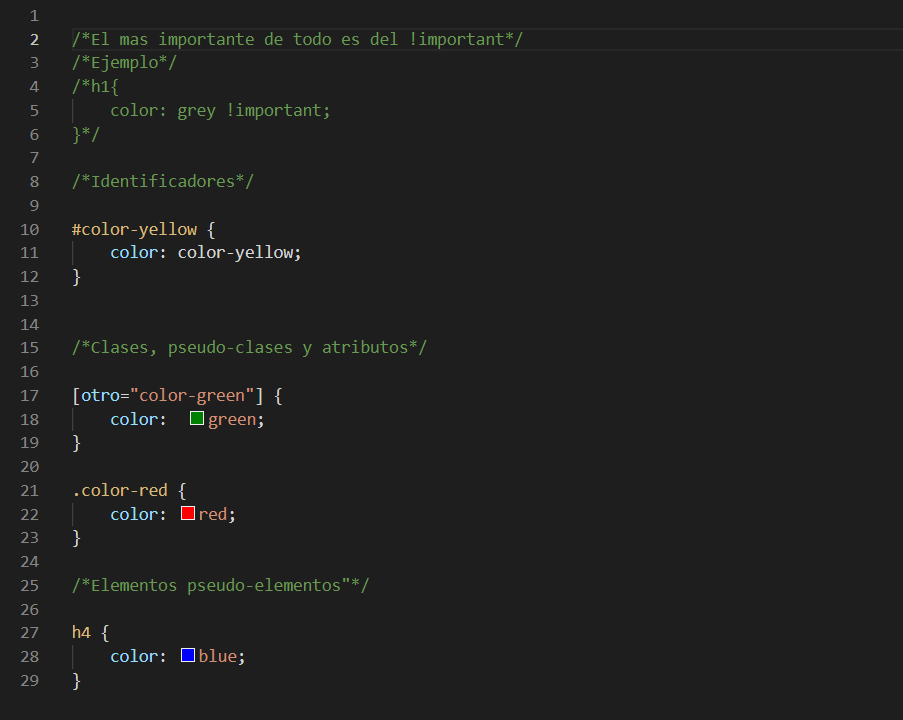 1
2 /*El mas importante de todo es del !important*/
3 /*Ejemplo*/
4 /*h1{
5     color: grey !important;
6 }*/
7
8 /*Identificadores*/
9
10 #color-yellow {
11     color: color-yellow;
12 }
13
14
15 /*Clases, pseudo-clases y atributos*/
16
17 [otro="color-green"] {
18     color:  green;
19 }
20
21 .color-red {
22     color: red;
23 }
24
25 /*Elementos pseudo-elementos"*/
26
27 h4 {
28     color: blue;
29 }